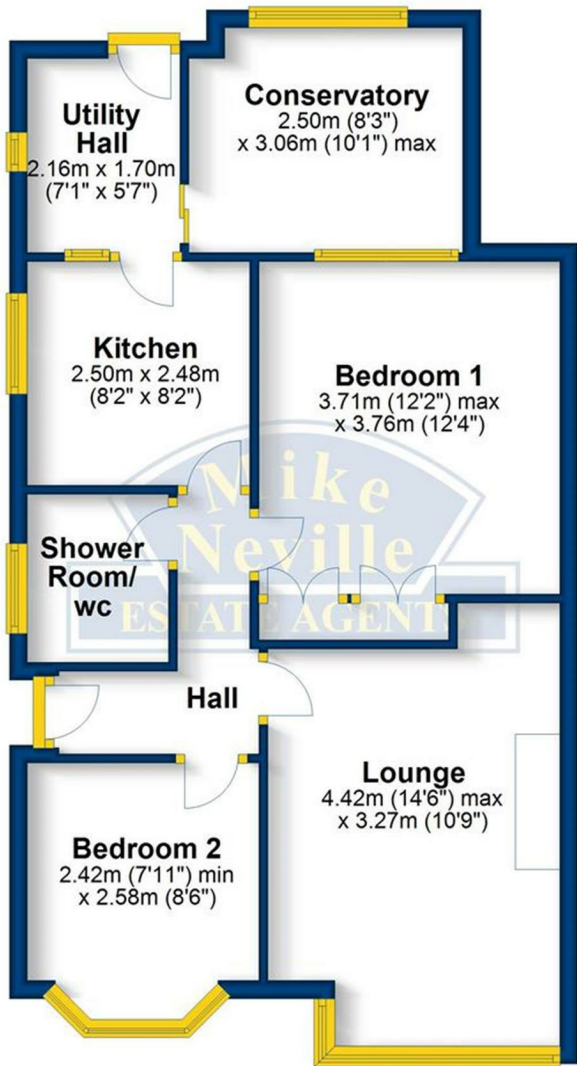 Utility
Hall
2.16m x 1.70m
(7'1" x 5'7")
Conservatory
2.50m (8'3")
x 3.06m (10'1") max
Kitchen
2.50m x 2.48m
(8'2" x 8'2")
Bedroom 1
3.71m (12'2") max
x 3.76m (12'4")
Mike
Neville
ESTATE AGENTS
Shower
Room/
wc
Hall
Lounge
4.42m (14'6") max
x 3.27m (10'9")
Bedroom 2
2.42m (7'11") min
x 2.58m (8'6")